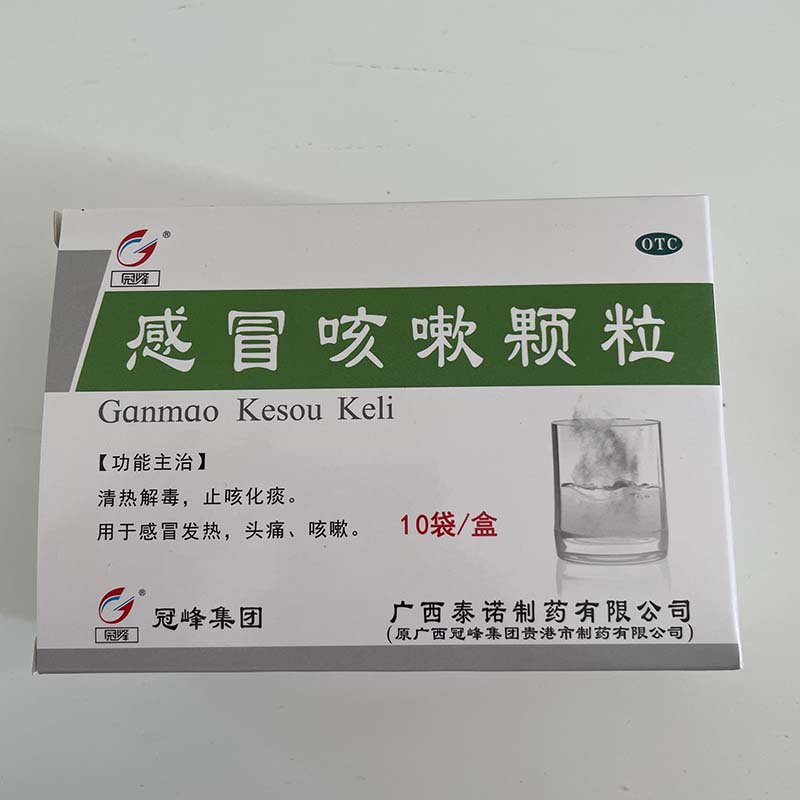 ®
冠峰
OTC
感冒咳嗽颗粒
Ganmao Kesou Keli
【功能主治】
清热解毒，止咳化痰。
用于感冒发热，头痛、咳嗽。
10袋/盒
®
冠峰
冠峰集团
广西泰诺制药有限公司
(原广西冠峰集团贵港市制药有限公司)